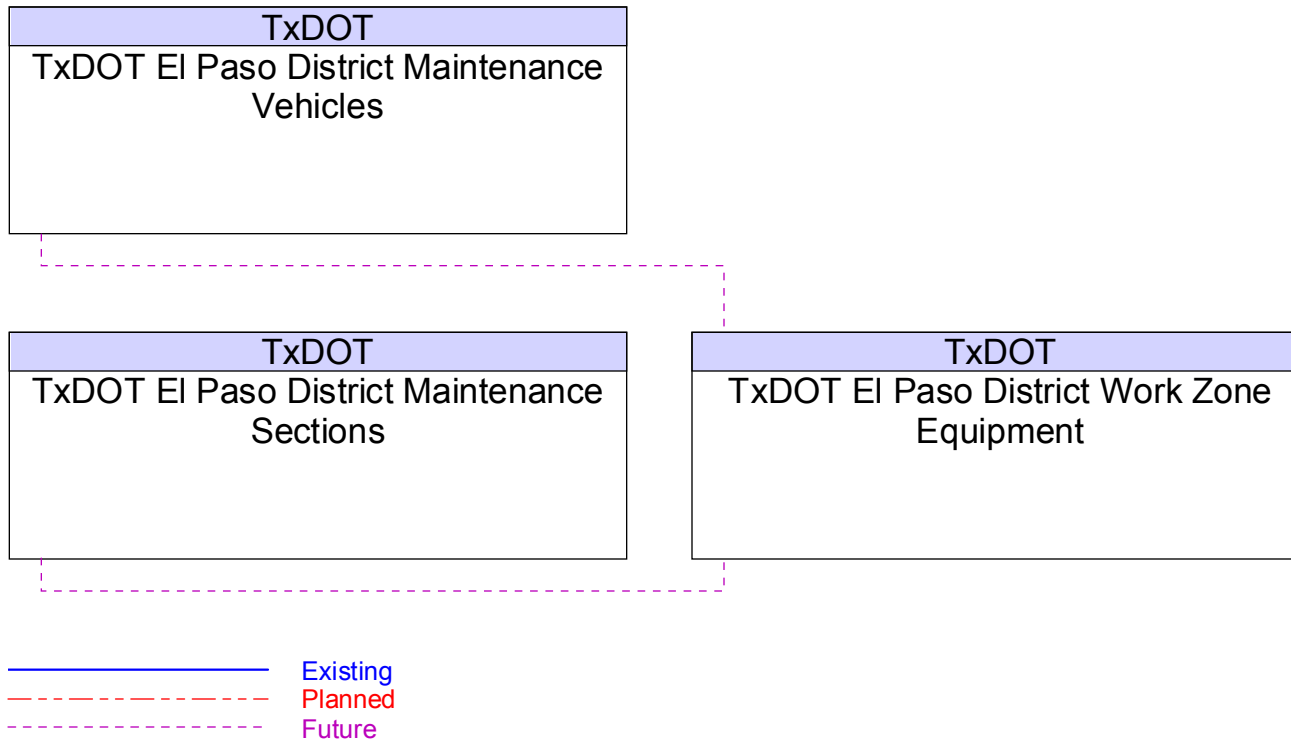 TxDOT
TxDOT El Paso District Maintenance
Vehicles
TxDOT
TxDOT El Paso District Maintenance
Sections
TxDOT
TxDOT El Paso District Work Zone
Equipment
Existing
Planned
Future